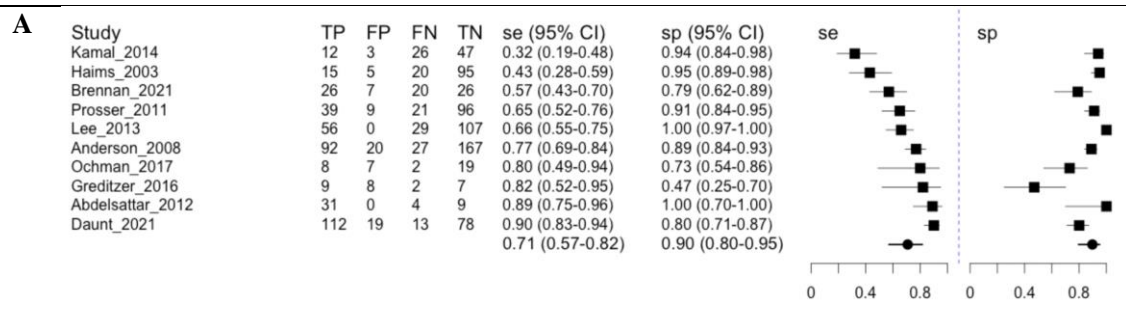 A
Study TP FP FN TN se (95% CI) sp (95% CI) se sp
Kamal_2014 12 3 26 47 0.32 (0.19-0.48) 0.94 (0.84-0.98)
Haims_2003 15 5 20 95 0.43 (0.28-0.59) 0.95 (0.89-0.98)
Brennan_2021 26 7 20 26 0.57 (0.43-0.70) 0.79 (0.62-0.89)
Prosser_2011 39 9 21 96 0.65 (0.52-0.76) 0.91 (0.84-0.95)
Lee_2013 56 0 29 107 0.66 (0.55-0.75) 1.00 (0.97-1.00)
Anderson_2008 92 20 27 167 0.77 (0.69-0.84) 0.89 (0.84-0.93)
Ochman_2017 8 7 2 19 0.80 (0.49-0.94) 0.73 (0.54-0.86)
Greditzer_2016 9 8 2 7 0.82 (0.52-0.95) 0.47 (0.25-0.70)
Abdelsattar_2012 31 0 4 9 0.89 (0.75-0.96) 1.00 (0.70-1.00)
Daunt_2021 112 19 13 78 0.90 (0.83-0.94) 0.80 (0.71-0.87)
0.71 (0.57-0.82) 0.90 (0.80-0.95)
0 0.4 0.8 0 0.4 0.8